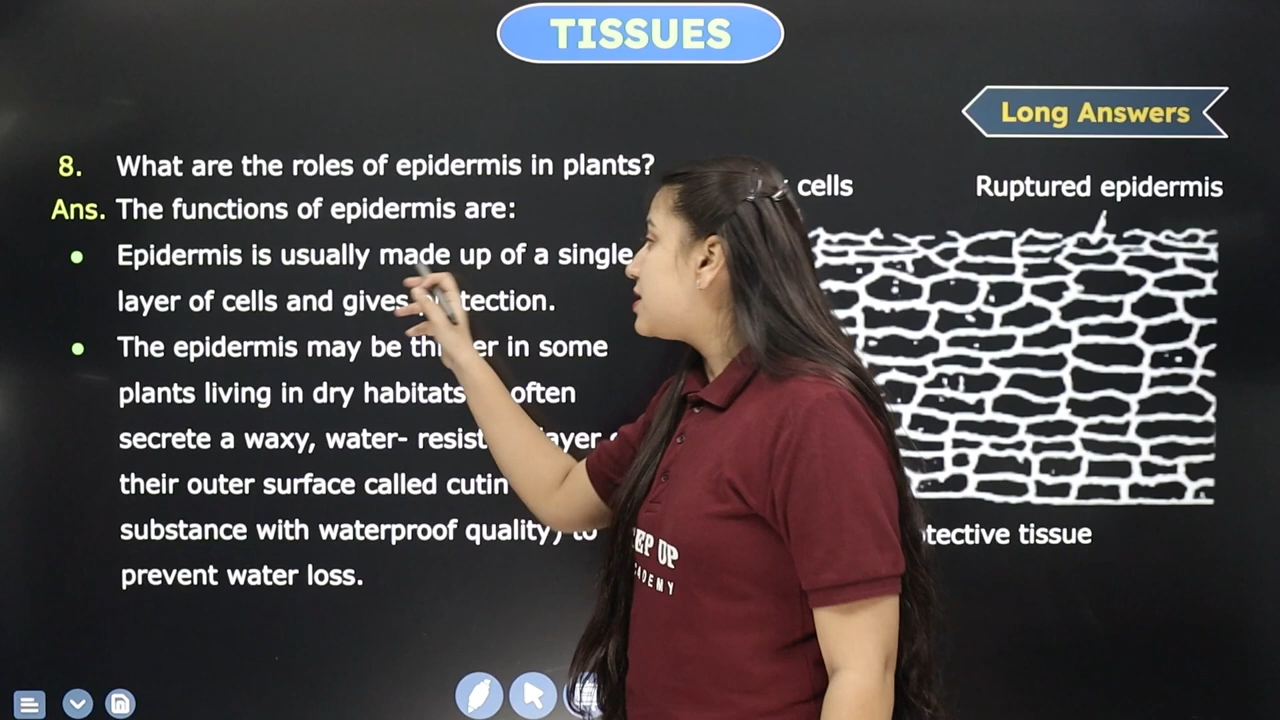 TISSUES
Long Answers
8. What are the roles of epidermis in plants?
Ans. The functions of epidermis are:
• Epidermis is usually made up of a single
layer of cells and gives
• The epidermis may be in some
plants living in dry habitats often
secrete a waxy, water- layer
their outer surface called cutin
substance with waterproof quality) to
prevent water loss.
cells
Ruptured epidermis
tissue
UP